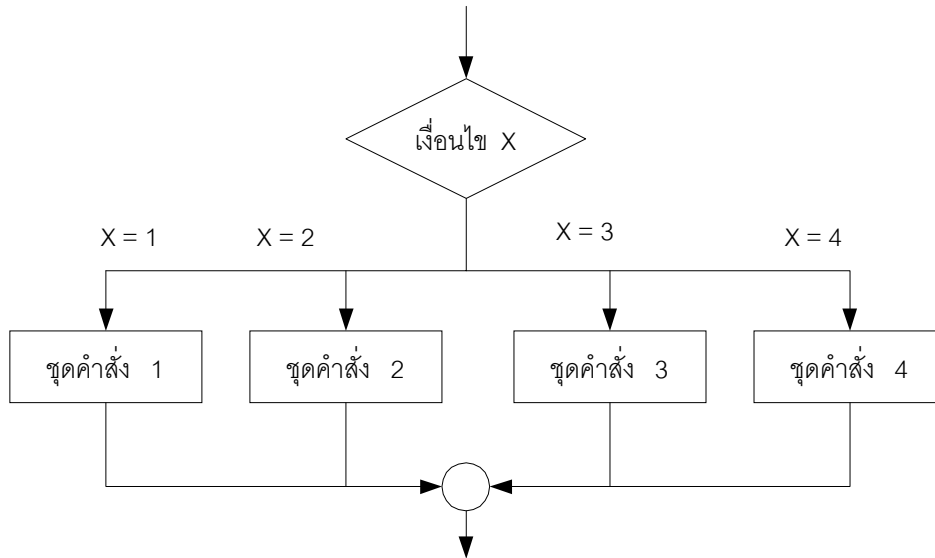 เงื่อนไข X
X = 1
X = 2
X = 3
X = 4
ชุดคำสั่ง 1
ชุดคำสั่ง 2
ชุดคำสั่ง 3
ชุดคำสั่ง 4